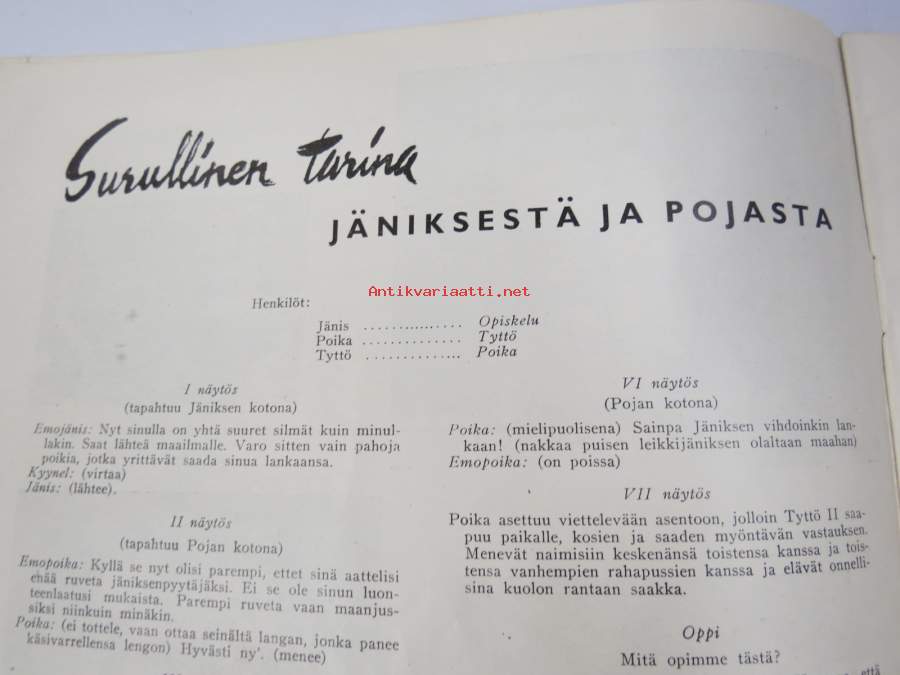 Surullinen tarina
JÄNIKSESTÄ JA POJASTA
Antikvariaatti.net
Henkilöt:
Jänis .............. Opiskelu
Poika .............. Tyttö
Tyttö .............. Poika
I näytös
(tapahtuu Jäniksen kotona)
Emojänis: Nyt sinulla on yhtä suuret silmät kuin minul-
lakin. Saat lähteä maailmalle. Varo sitten vain pahoja
poikia, jotka yrittävät saada sinua lankaansa.
Kyynel: (virtaa)
Jänis: (lähtee).
II näytös
(tapahtuu Pojan kotona)
Emopoika: Kyllä se nyt olisi parempi, ettet sinä aattelisi
enää ruveta jäniksenpyytäjäksi. Ei se ole sinun luon-
teenlaatusi mukaista. Parempi ruveta vaan maanjus-
siksi niinkuin minäkin.
Poika: (ei tottele, vaan ottaa seinältä langan, jonka panee
käsivarrellensa lengon) Hyvästi ny'. (menee)
VI näytös
(Pojan kotona)
Poika: (mielipuolisena) Sainpa Jäniksen vihdoinkin lan-
kaan! (nakkaa puisen leikkijäniksen olaltaan maahan)
Emopoika: (on poissa)
VII näytös
Poika asettuu viettelevään asentoon, jolloin Tyttö II saa-
puu paikalle, kosien ja saaden myöntävän vastauksen.
Menevät naimisiin keskenänsä toistensa kanssa ja tois-
tensa vanhempien rahapussien kanssa ja elävät onnelli-
sina kuolon rantaan saakka.
Oppi
Mitä opimme tästä?
että